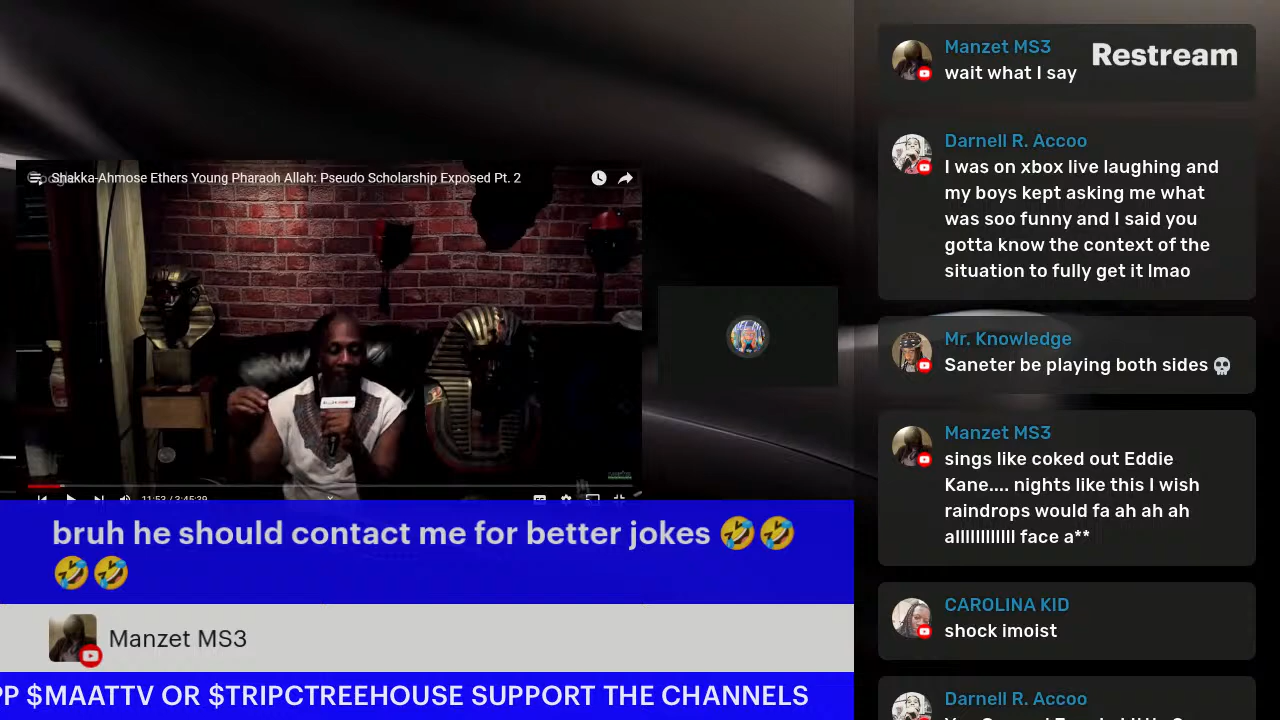 Shakka-Ahmose Ethers Young Pharaoh Allah: Pseudo Scholarship Exposed Pt. 2
11:53 / 3:45:39
bruh he should contact me for better jokes 🤣🤣
🤣🤣
Manzet MS3
PP $MAATTV OR $TRIPCTREEHOUSE SUPPORT THE CHANNELS
Restream
Manzet MS3
wait what I say
Darnell R. Accoo
I was on xbox live laughing and
my boys kept asking me what
was soo funny and I said you
gotta know the context of the
situation to fully get it lmao
Mr. Knowledge
Saneter be playing both sides 💀
Manzet MS3
sings like coked out Eddie
Kane.... nights like this I wish
raindrops would fa ah ah ah
alllllllllll face a**
CAROLINA KID
shock imoist
Darnell R. Accoo